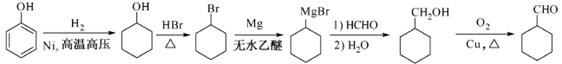 OH H₂ Ni,高温高压 OH HBr △ Br Mg 无水乙醚 MgBr 1) HCHO 2) H₂O CH₂OH O₂ Cu,△ CHO